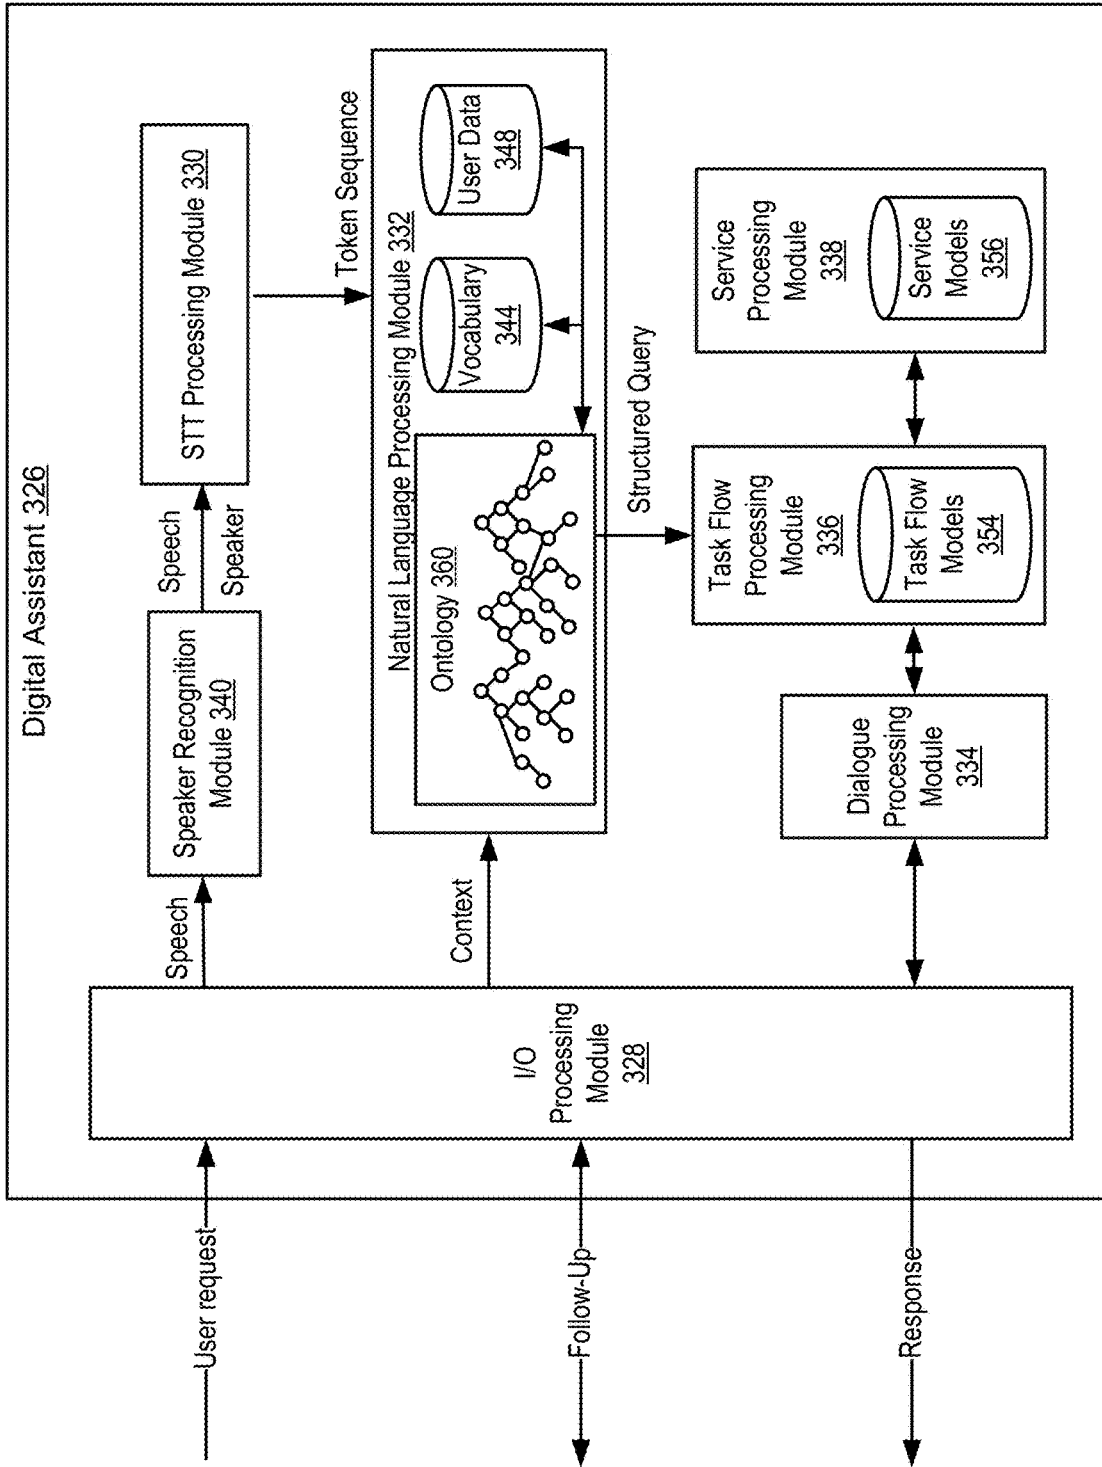 Digital Assistant 326
User request
Follow-Up
Response
I/O
Processing
Module
328
Speech
Speaker Recognition
Module 340
Speech
Speaker
STT Processing Module 330
Token Sequence
Context
Natural Language Processing Module 332
Ontology 360
Vocabulary
344
User Data
348
Structured Query
Dialogue
Processing
Module
334
Task Flow
Processing
Module
336
Task Flow
Models
354
Service
Processing
Module
338
Service
Models
356